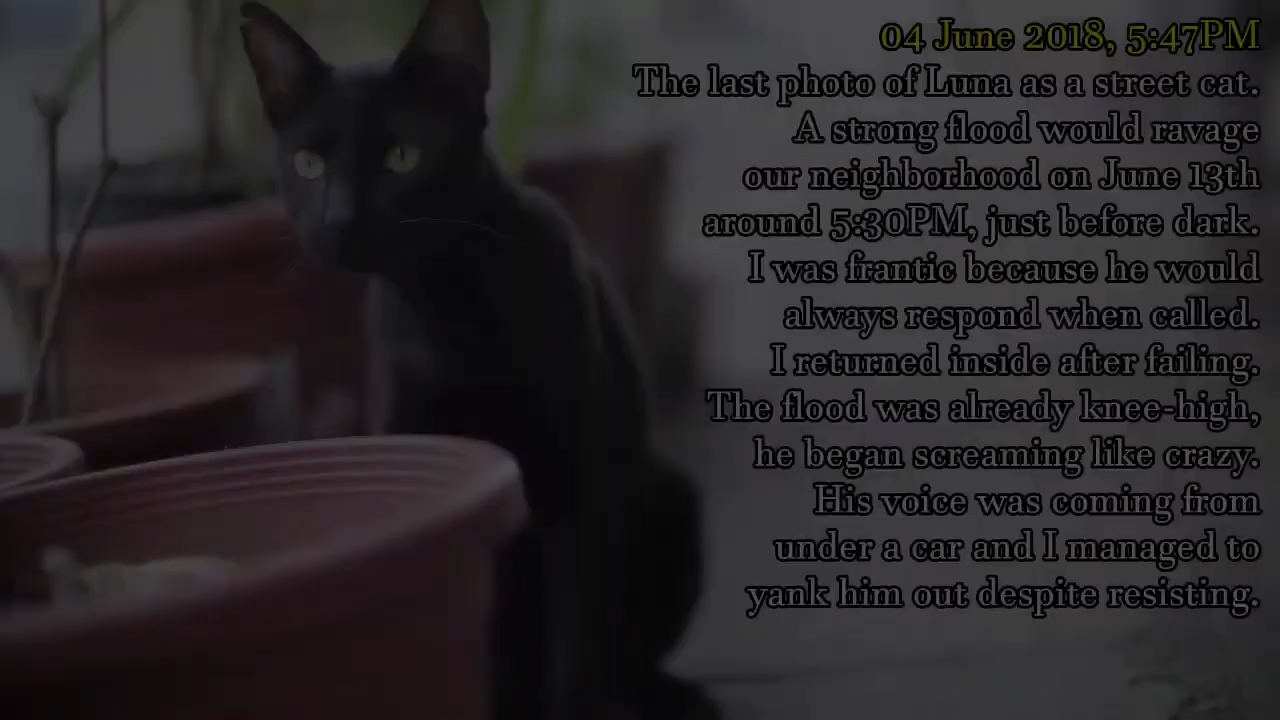 04 June 2018, 5:47PM
The last photo of Luna as a street cat.
A strong flood would ravage
our neighborhood on June 13th
around 5:30PM, just before dark.
I was frantic because he would
always respond when called.
I returned inside after failing.
The flood was already knee-high,
he began screaming like crazy.
His voice was coming from
under a car and I managed to
yank him out despite resisting.